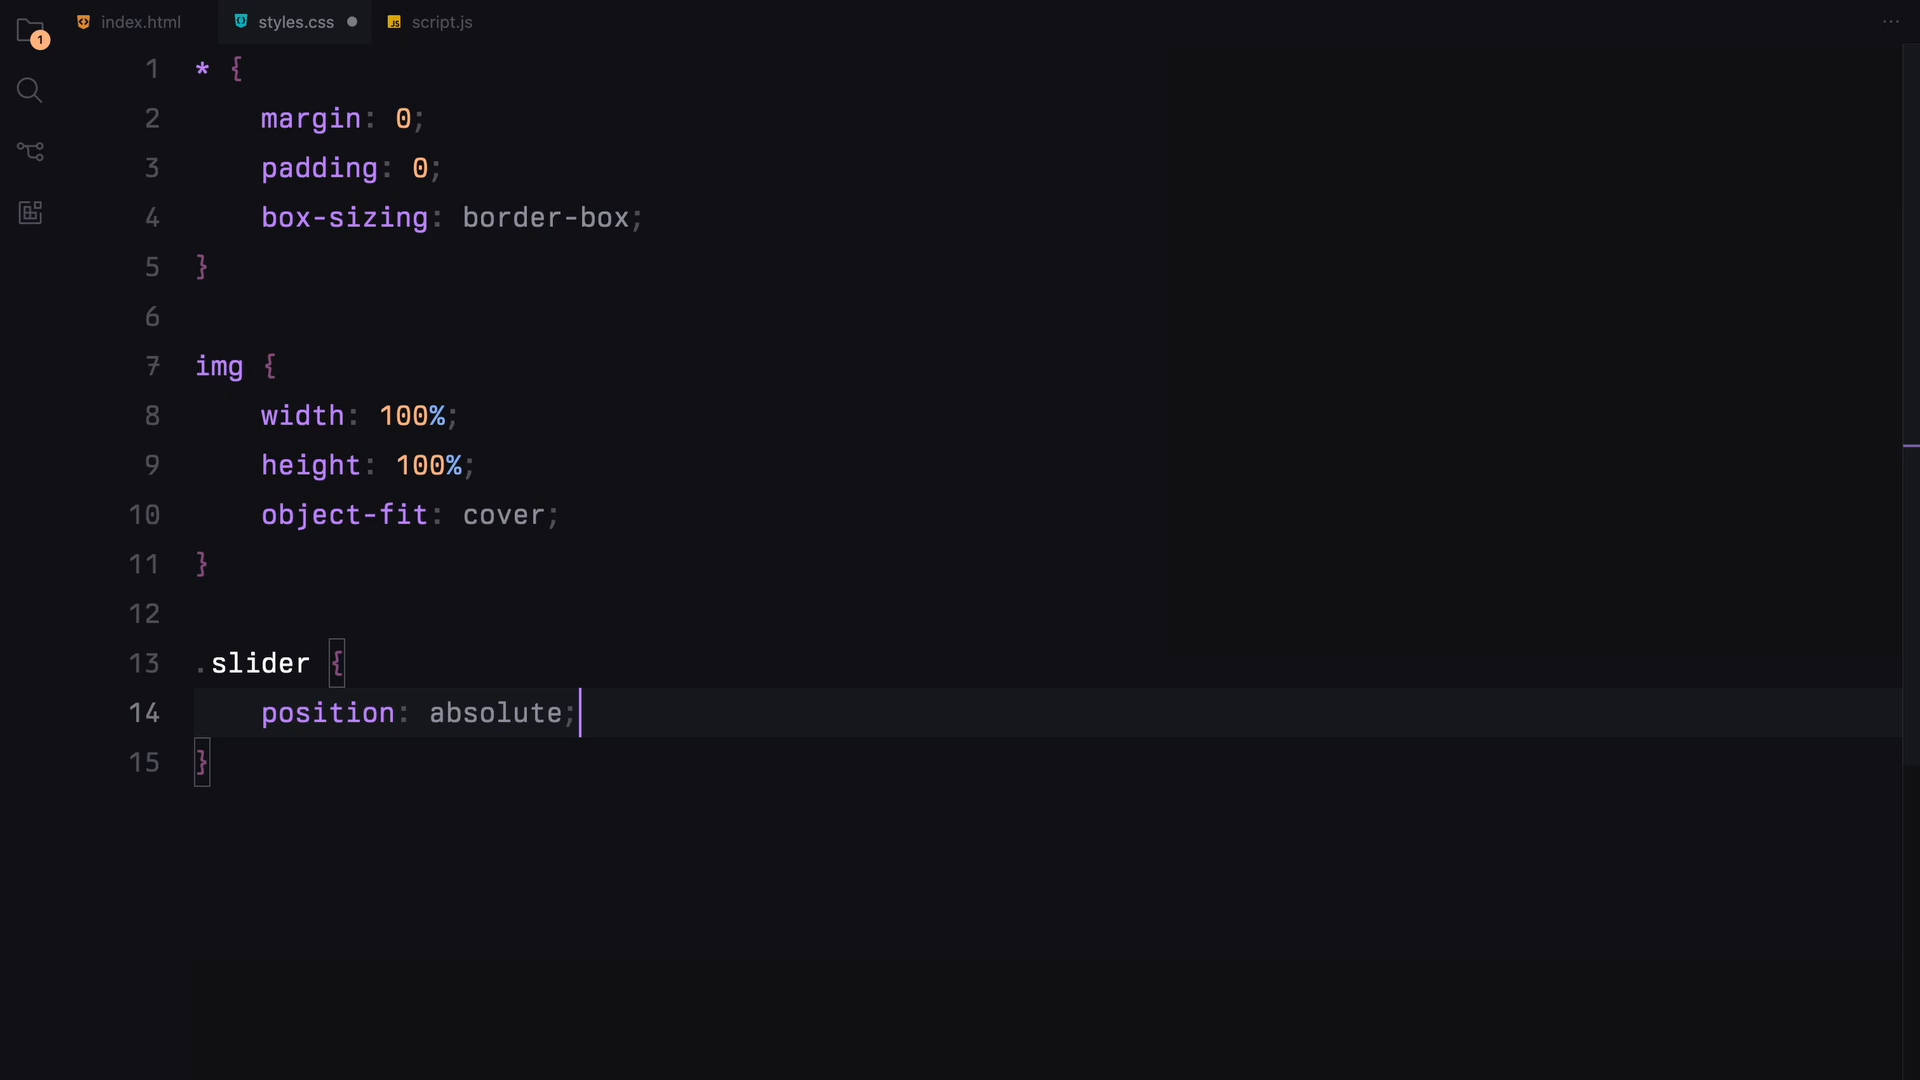 index.html
styles.css
script.js
1
1 * {
2 margin: 0;
3 padding: 0;
4 box-sizing: border-box;
5 }
6
7 img {
8 width: 100%;
9 height: 100%;
10 object-fit: cover;
11 }
12
13 .slider {
14 position: absolute;
15 }